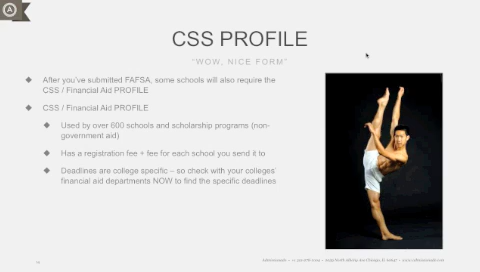 A
CSS PROFILE
"WOW, NICE FORM"
After you've submitted FAFSA, some schools will also require the
CSS / Financial Aid PROFILE
CSS / Financial Aid PROFILE
Used by over 600 schools and scholarship programs (non-
government aid)
Has a registration fee + fee for each school you send it to
Deadlines are college specific – so check with your colleges'
financial aid departments NOW to find the specific deadlines